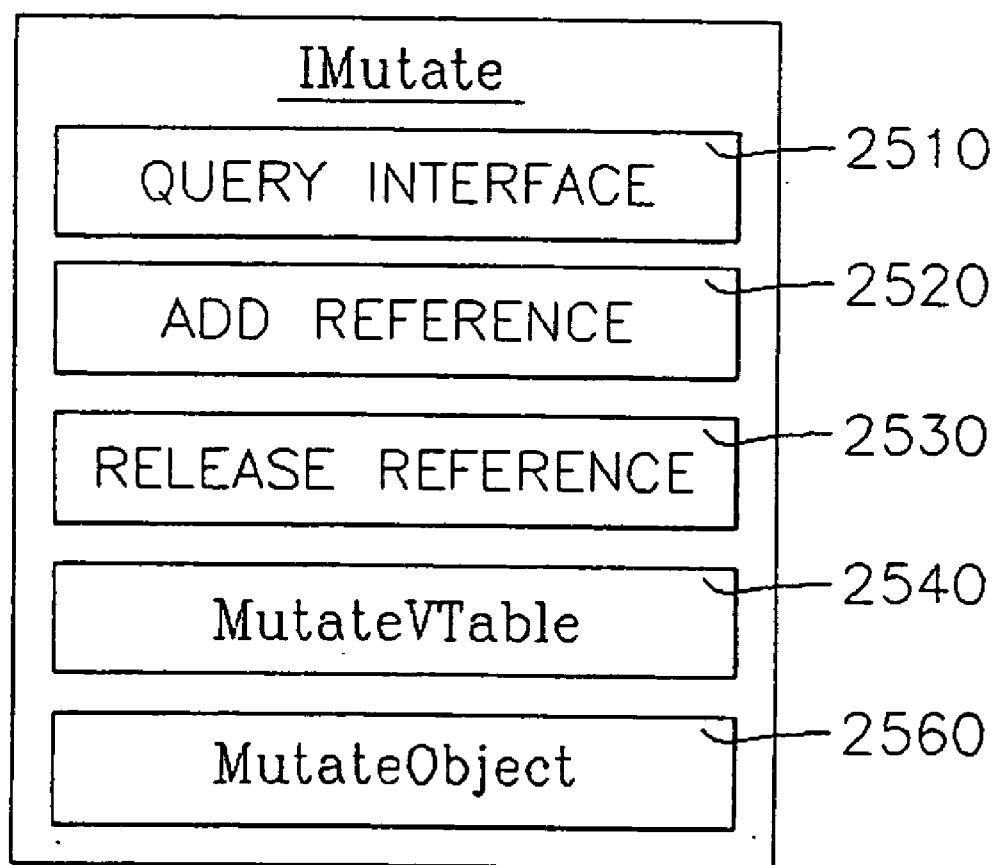 IMutate
QUERY INTERFACE 2510
ADD REFERENCE 2520
RELEASE REFERENCE 2530
MutateVTable 2540
MutateObject 2560